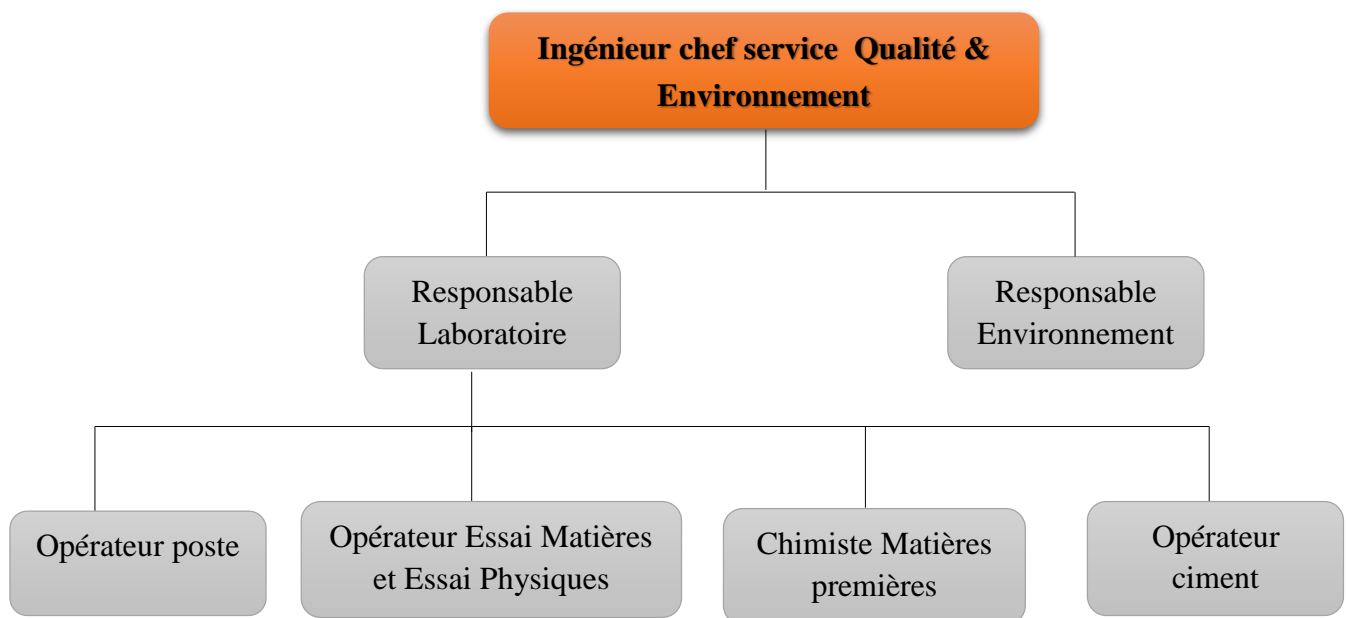 Ingénieur chef service Qualité &
Environnement
Responsable
Laboratoire
Responsable
Environnement
Opérateur poste
Opérateur Essai Matières
et Essai Physiques
Chimiste Matières
premières
Opérateur
ciment